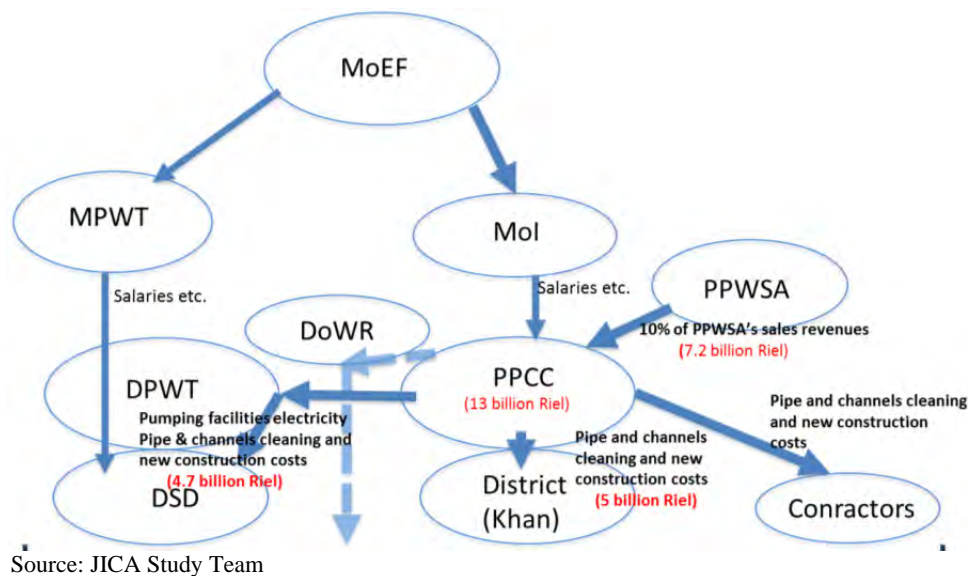 MoEF
MPWT
MoI
Salaries etc.
Salaries etc.
PPWSA
DoWR
10% of PPWSA's sales revenues
(7.2 billion Riel)
DPWT
PPCC
(13 billion Riel)
Pumping facilities electricity
Pipe & channels cleaning and
new construction costs
(4.7 billion Riel)
Pipe and channels cleaning
and new construction
costs
Pipe and channels
cleaning and new
construction costs
(5 billion Riel)
DSD
District
(Khan)
Conractors
Source: JICA Study Team